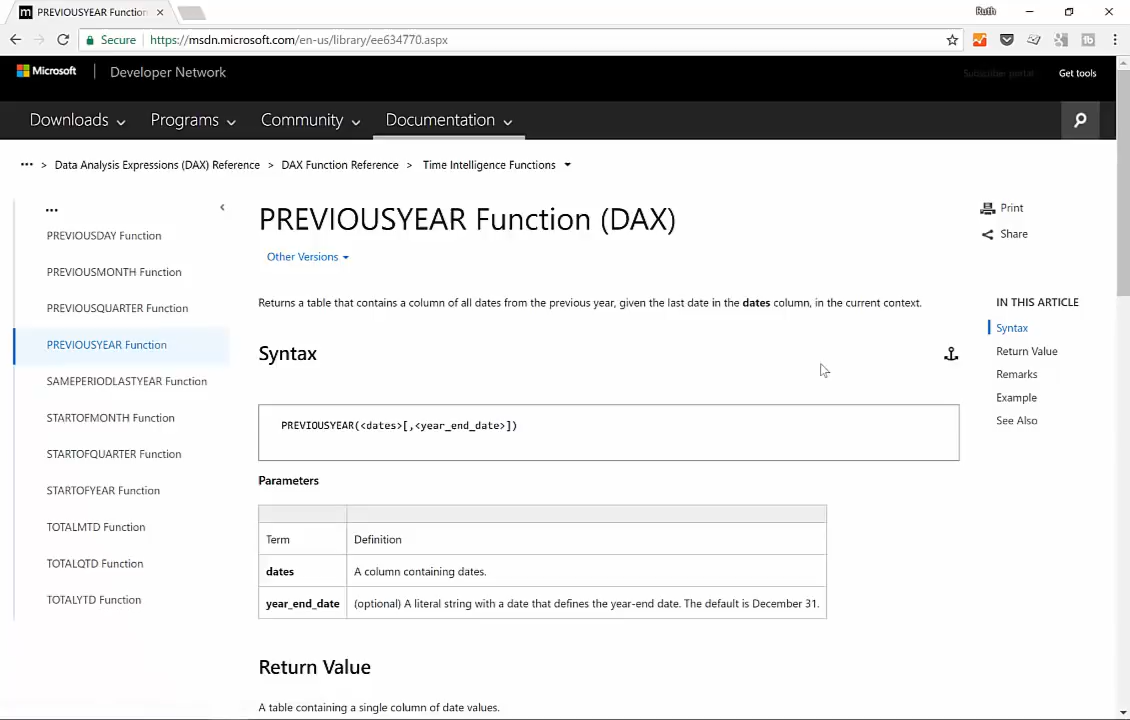 PREVIOUSYEAR Function
Ruth
Secure
https://msdn.microsoft.com/en-us/library/ee634770.aspx
Microsoft
Developer Network
Subscriber portal
Get tools
Downloads
Programs
Community
Documentation
... > Data Analysis Expressions (DAX) Reference > DAX Function Reference > Time Intelligence Functions
...
PREVIOUSDAY Function
PREVIOUSMONTH Function
PREVIOUSQUARTER Function
PREVIOUSYEAR Function
SAMEPERIODLASTYEAR Function
STARTOFMONTH Function
STARTOFQUARTER Function
STARTOFYEAR Function
TOTALMTD Function
TOTALQTD Function
TOTALYTD Function
PREVIOUSYEAR Function (DAX)
Other Versions
Returns a table that contains a column of all dates from the previous year, given the last date in the dates column, in the current context.
Syntax
PREVIOUSYEAR(<dates>[,<year_end_date>])
Parameters
Term Definition
dates A column containing dates.
year_end_date (optional) A literal string with a date that defines the year-end date. The default is December 31.
Return Value
A table containing a single column of date values.
Print
Share
IN THIS ARTICLE
Syntax
Return Value
Remarks
Example
See Also